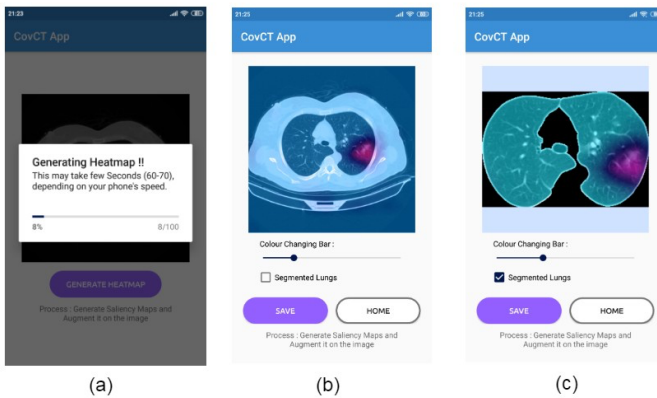 21:23
CovCT App
Generating Heatmap !!
This may take few Seconds (60-70),
depending on your phone's speed.
8%
8/100
GENERATE HEATMAP
Process : Generate Saliency Maps and
Augment it on the image
(a)
21:25
CovCT App
Colour Changing Bar :
Segmented Lungs
SAVE
HOME
Process : Generate Saliency Maps and
Augment it on the image
(b)
21:25
CovCT App
Colour Changing Bar :
Segmented Lungs
SAVE
HOME
Process : Generate Saliency Maps and
Augment it on the image
(c)